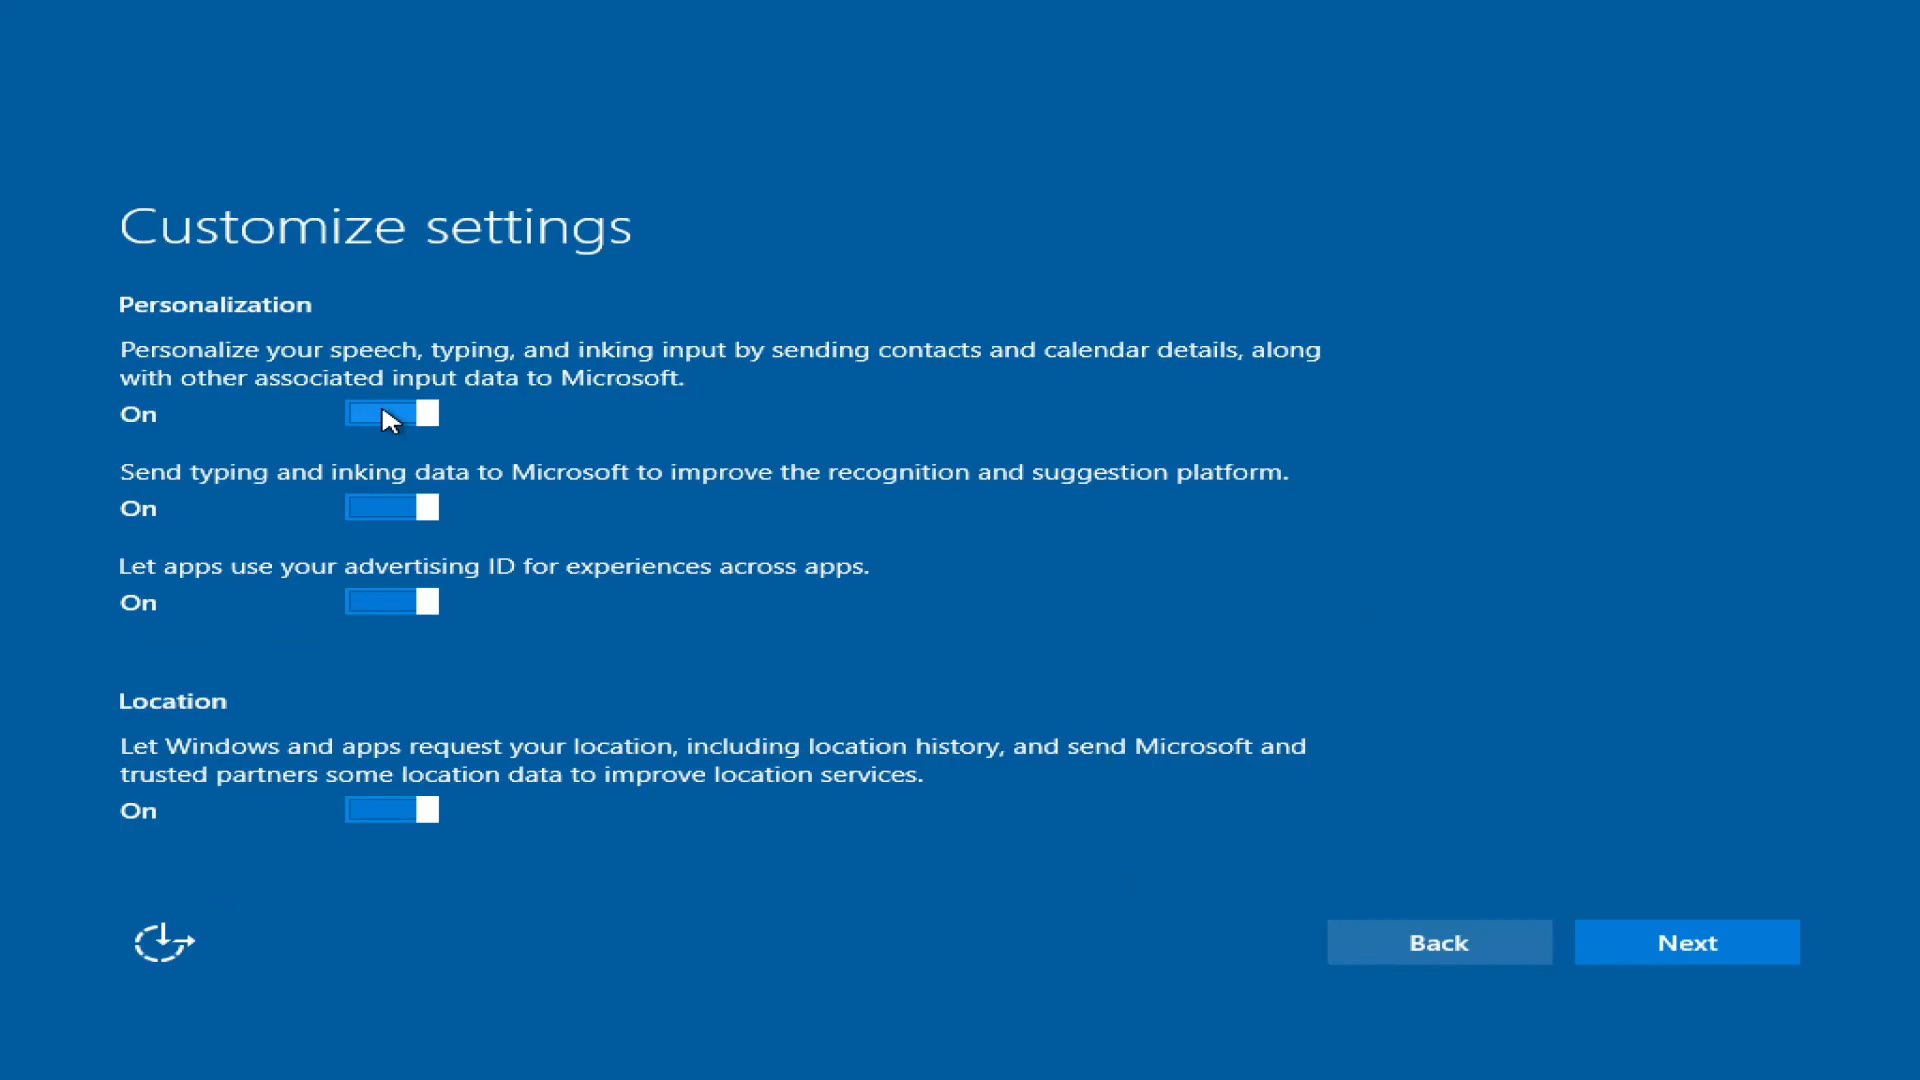 Customize settings
Personalization
Personalize your speech, typing, and inking input by sending contacts and calendar details, along
with other associated input data to Microsoft.
On
Send typing and inking data to Microsoft to improve the recognition and suggestion platform.
On
Let apps use your advertising ID for experiences across apps.
On
Location
Let Windows and apps request your location, including location history, and send Microsoft and
trusted partners some location data to improve location services.
On
Back
Next